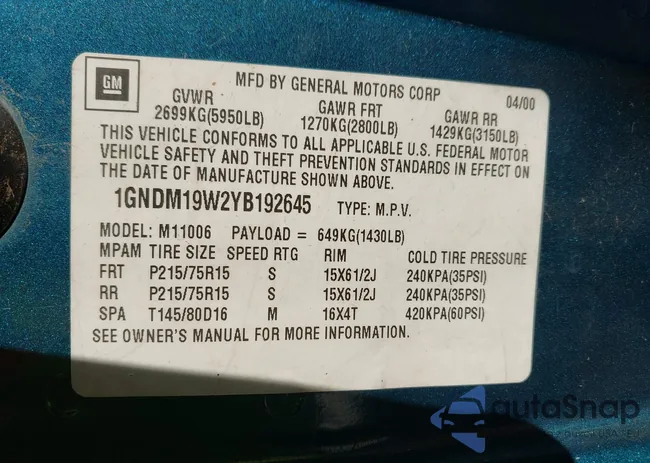 GM
MFD BY GENERAL MOTORS CORP 04/00
GVWR GAWR FRT GAWR RR
2699KG(5950LB) 1270KG(2800LB) 1429KG(3150LB)
THIS VEHICLE CONFORMS TO ALL APPLICABLE U.S. FEDERAL MOTOR
VEHICLE SAFETY AND THEFT PREVENTION STANDARDS IN EFFECT ON
THE DATE OF MANUFACTURE SHOWN ABOVE.
1GNDM19W2YB192645 TYPE: M.P.V.
MODEL: M11006 PAYLOAD = 649KG(1430LB)
MPAM TIRE SIZE SPEED RTG RIM COLD TIRE PRESSURE
FRT P215/75R15 S 15X61/2J 240KPA(35PSI)
RR P215/75R15 S 15X61/2J 240KPA(35PSI)
SPA T145/80D16 M 16X4T 420KPA(60PSI)
SEE OWNER'S MANUAL FOR MORE INFORMATION.
autoSnap